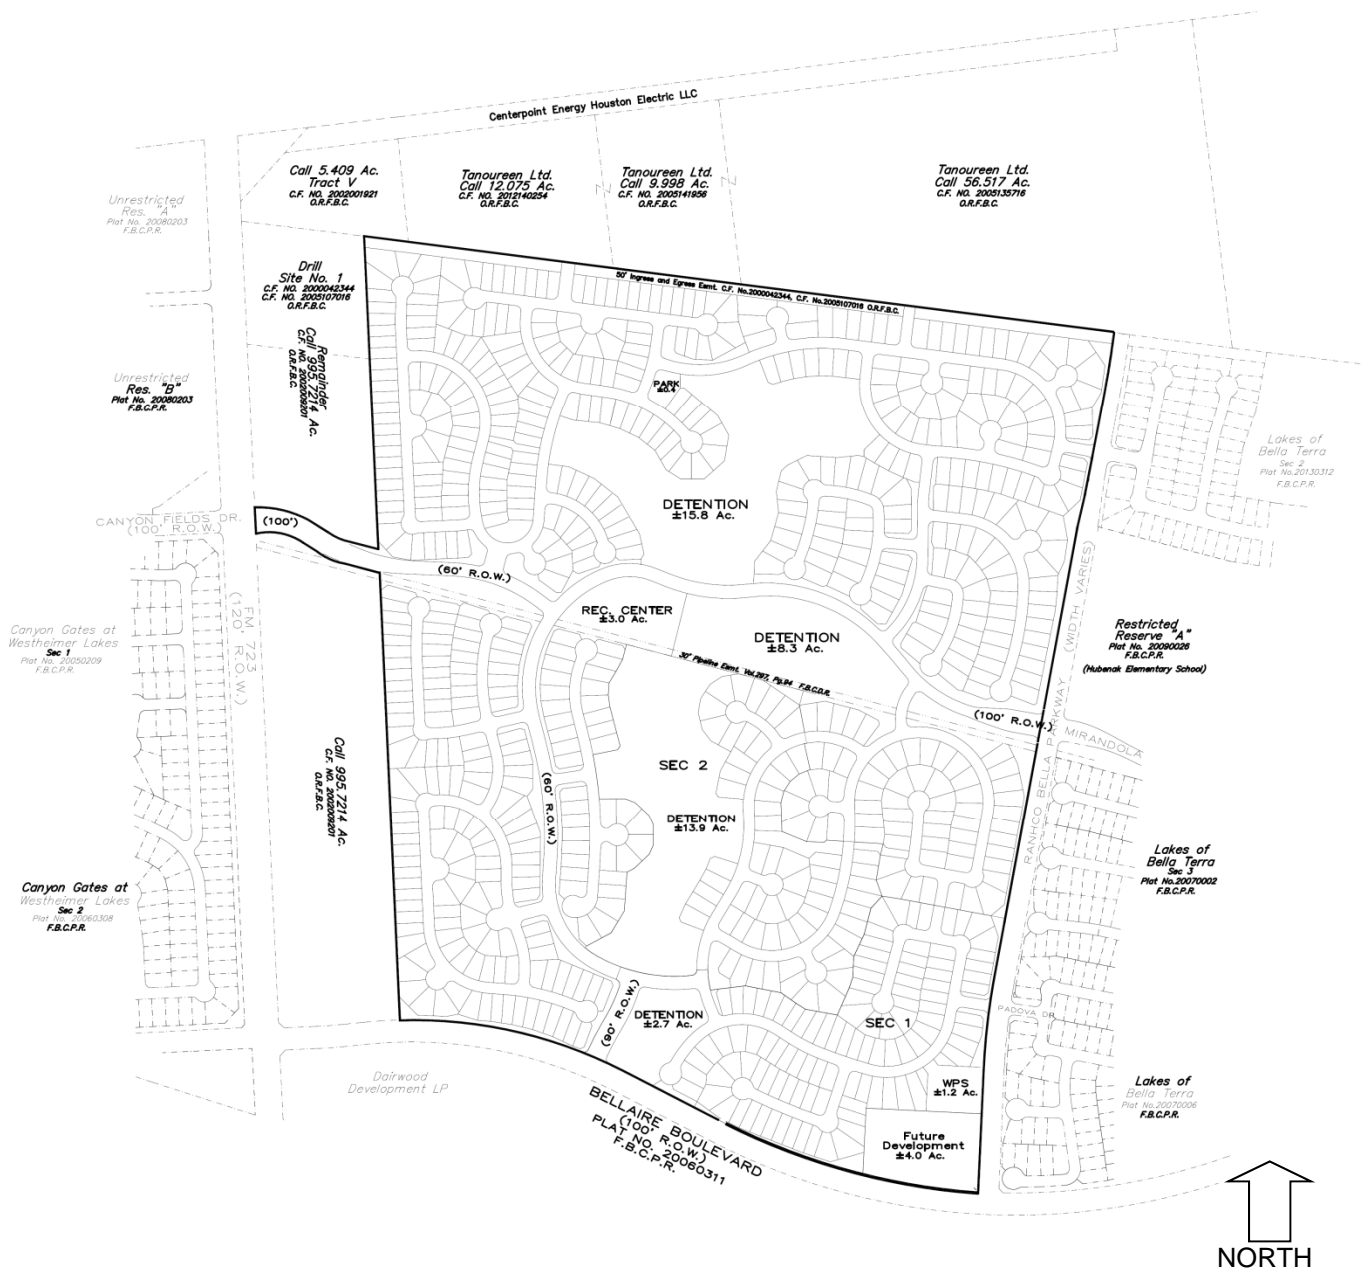 Centerpoint Energy Houston Electric LLC
Call 5.409 Ac.
Tract V
C.F. NO. 2002001921
O.R.F.B.C.
Tanoureen Ltd.
Call 12.075 Ac.
C.F. NO. 2012140254
O.R.F.B.C.
Tanoureen Ltd.
Call 9.998 Ac.
C.F. NO. 2005141956
O.R.F.B.C.
Tanoureen Ltd.
Call 56.517 Ac.
C.F. NO. 2005135716
O.R.F.B.C.
Unrestricted
Res. "A"
Plat No. 20080203
F.B.C.P.R.
Drill
Site No. 1
C.F. NO. 2000042344
C.F. NO. 2005107016
O.R.F.B.C.
50' Ingress and Egress Esmt. C.F. No.2000042344, C.F. No.2005107016 O.R.F.B.C.
Remainder
Call 995.7214 Ac.
C.F. NO. 2002009201
O.R.F.B.C.
Unrestricted
Res. "B"
Plat No. 20080203
F.B.C.P.R.
PARK
±0.4
Lakes of
Bella Terra
Sec 2
Plat No.20130312
F.B.C.P.R.
DETENTION
±15.8 Ac.
CANYON FIELDS DR.
(100' R.O.W.)
(100')
(60' R.O.W.)
REC. CENTER
±3.0 Ac.
DETENTION
±8.3 Ac.
30' Pipeline Esmt. Vol.287, Pg.94 F.B.C.D.R.
FM 723
(120' R.O.W.)
Canyon Gates at
Westheimer Lakes
Sec 1
Plat No. 20050209
F.B.C.P.R.
Restricted
Reserve "A"
Plat No. 20090026
F.B.C.P.R.
(Hubenak Elementary School)
RANHCO BELLA PARKWAY (WIDTH VARIES)
(100' R.O.W.)
MIRANDOLA
SEC 2
Call 995.7214 Ac.
C.F. NO. 2002009201
O.R.F.B.C.
(60' R.O.W.)
DETENTION
±13.9 Ac.
Lakes of
Bella Terra
Sec 3
Plat No.20070002
F.B.C.P.R.
Canyon Gates at
Westheimer Lakes
Sec 2
Plat No. 20060308
F.B.C.P.R.
(90' R.O.W.)
DETENTION
±2.7 Ac.
SEC 1
PADOVA DR.
WPS
±1.2 Ac.
Dairwood
Development LP
Lakes of
Bella Terra
Plat No.20070006
F.B.C.P.R.
BELLAIRE BOULEVARD
(100' R.O.W.)
PLAT NO. 20060311
F.B.C.P.R.
Future
Development
±4.0 Ac.
NORTH